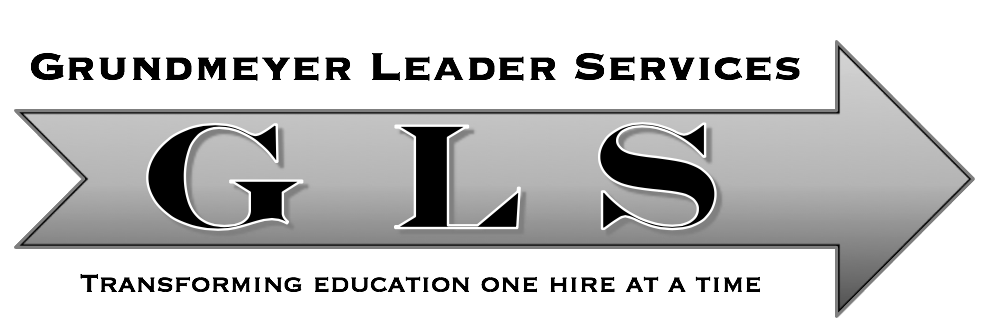 Grundmeyer Leader Services
G L S
Transforming education one hire at a time